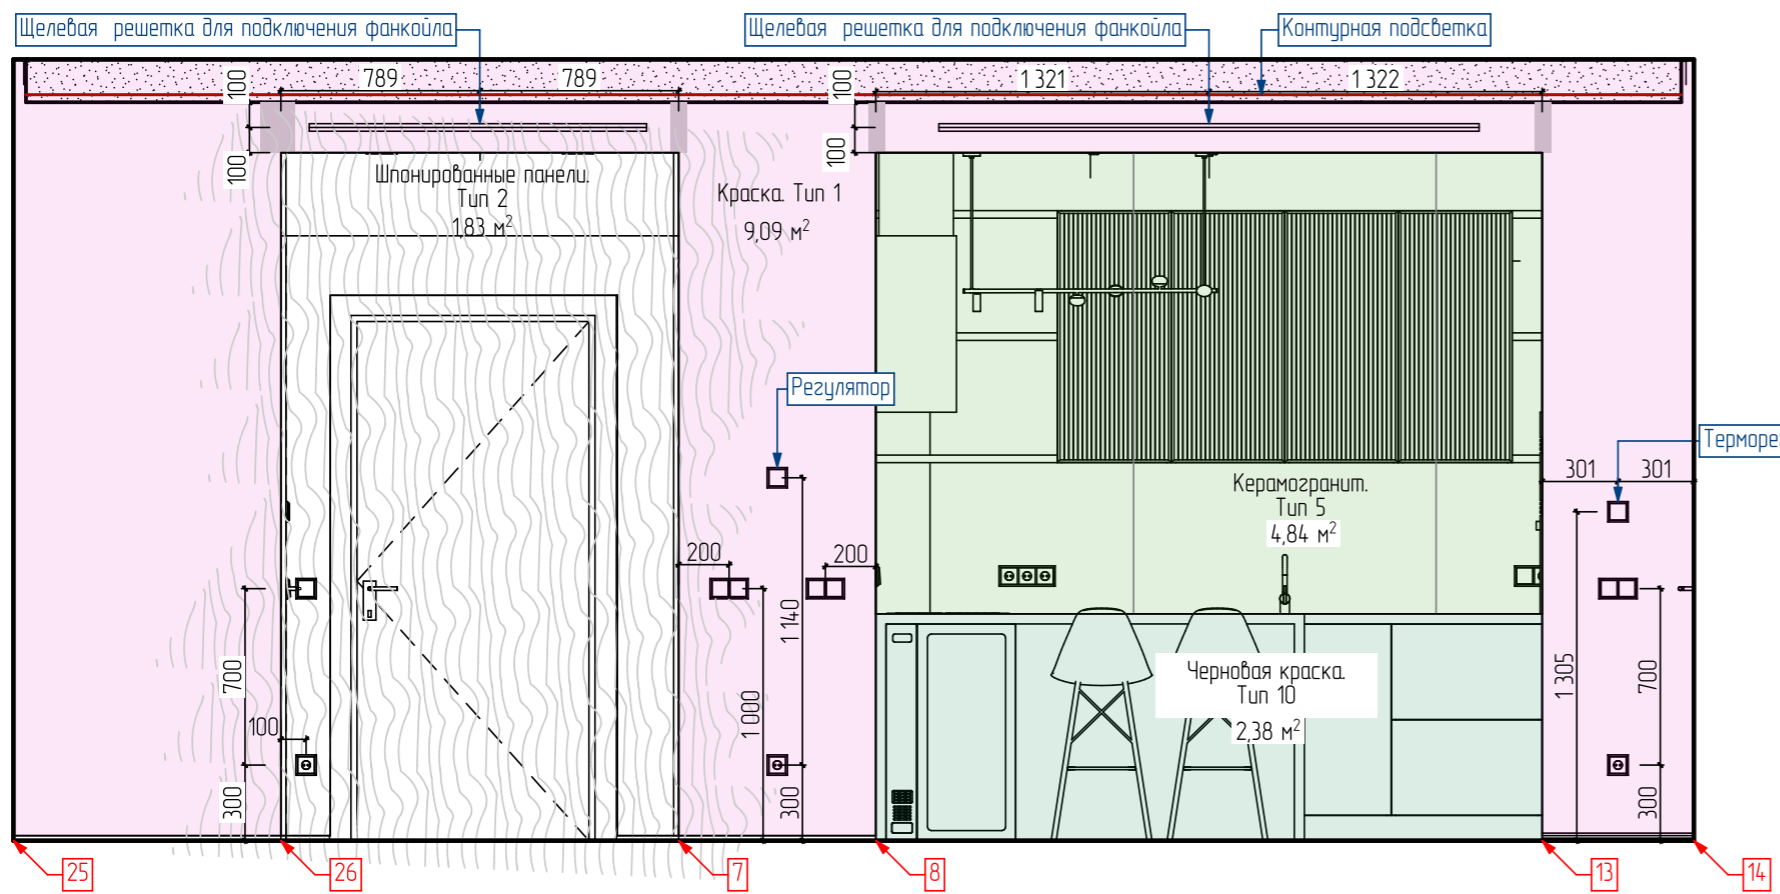 Щелевая решетка для подключения фанкойла
Щелевая решетка для подключения фанкойла
Контурная подсветка
100
789
789
100
1 321
1 322
100
100
Шпонированные панели.
Тип 2
1,83 м²
Краска. Тип 1
9,09 м²
Регулятор
301
301
Керамогранит.
Тип 5
4,84 м²
200
200
1 140
700
100
300
1 000
300
Черновая краска.
Тип 10
2,38 м²
1 305
700
300
25
26
7
8
13
14